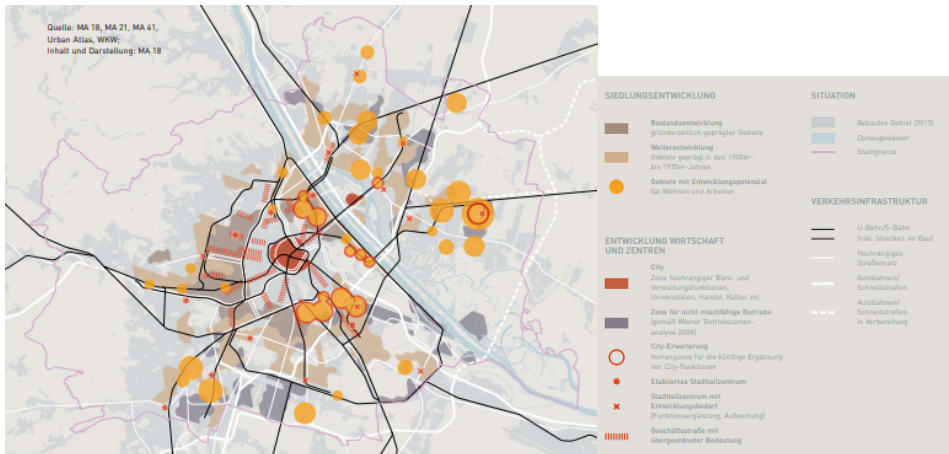 Quelle: MA 18, MA 21, MA 41,
Urban Atlas, WKW;
Inhalt und Darstellung: MA 18
SIEDLUNGSENTWICKLUNG
Bestandsentwicklung
gründerzeitlich geprägter Gebiete
Weiterentwicklung
Gebiete geprägt in den 1950er-
bis 1970er-Jahren
Gebiete mit Entwicklungspotenzial
für Wohnen und Arbeiten
ENTWICKLUNG WIRTSCHAFT
UND ZENTREN
City
Zone hochrangiger Büro- und
Verwaltungsfunktionen,
Universitäten, Handel, Kultur etc.
Zone für nicht mischfähige Betriebe
(gemäß Wiener Betriebszonen-
analyse 2008)
City-Erweiterung
Vorrangzone für die künftige Ergänzung
von City-Funktionen
Etabliertes Stadtteilzentrum
Stadtteilzentrum mit
Entwicklungsbedarf
(Funktionsergänzung, Aufwertung)
Geschäftsstraße mit
übergeordneter Bedeutung
SITUATION
Bebautes Gebiet (2013)
Donaugewässer
Stadtgrenze
VERKEHRSINFRASTRUKTUR
U-Bahn/S-Bahn
(inkl. Strecken im Bau)
Hochrangiges
Straßennetz
Autobahnen/
Schnellstraßen
Autobahnen/
Schnellstraßen
in Vorbereitung